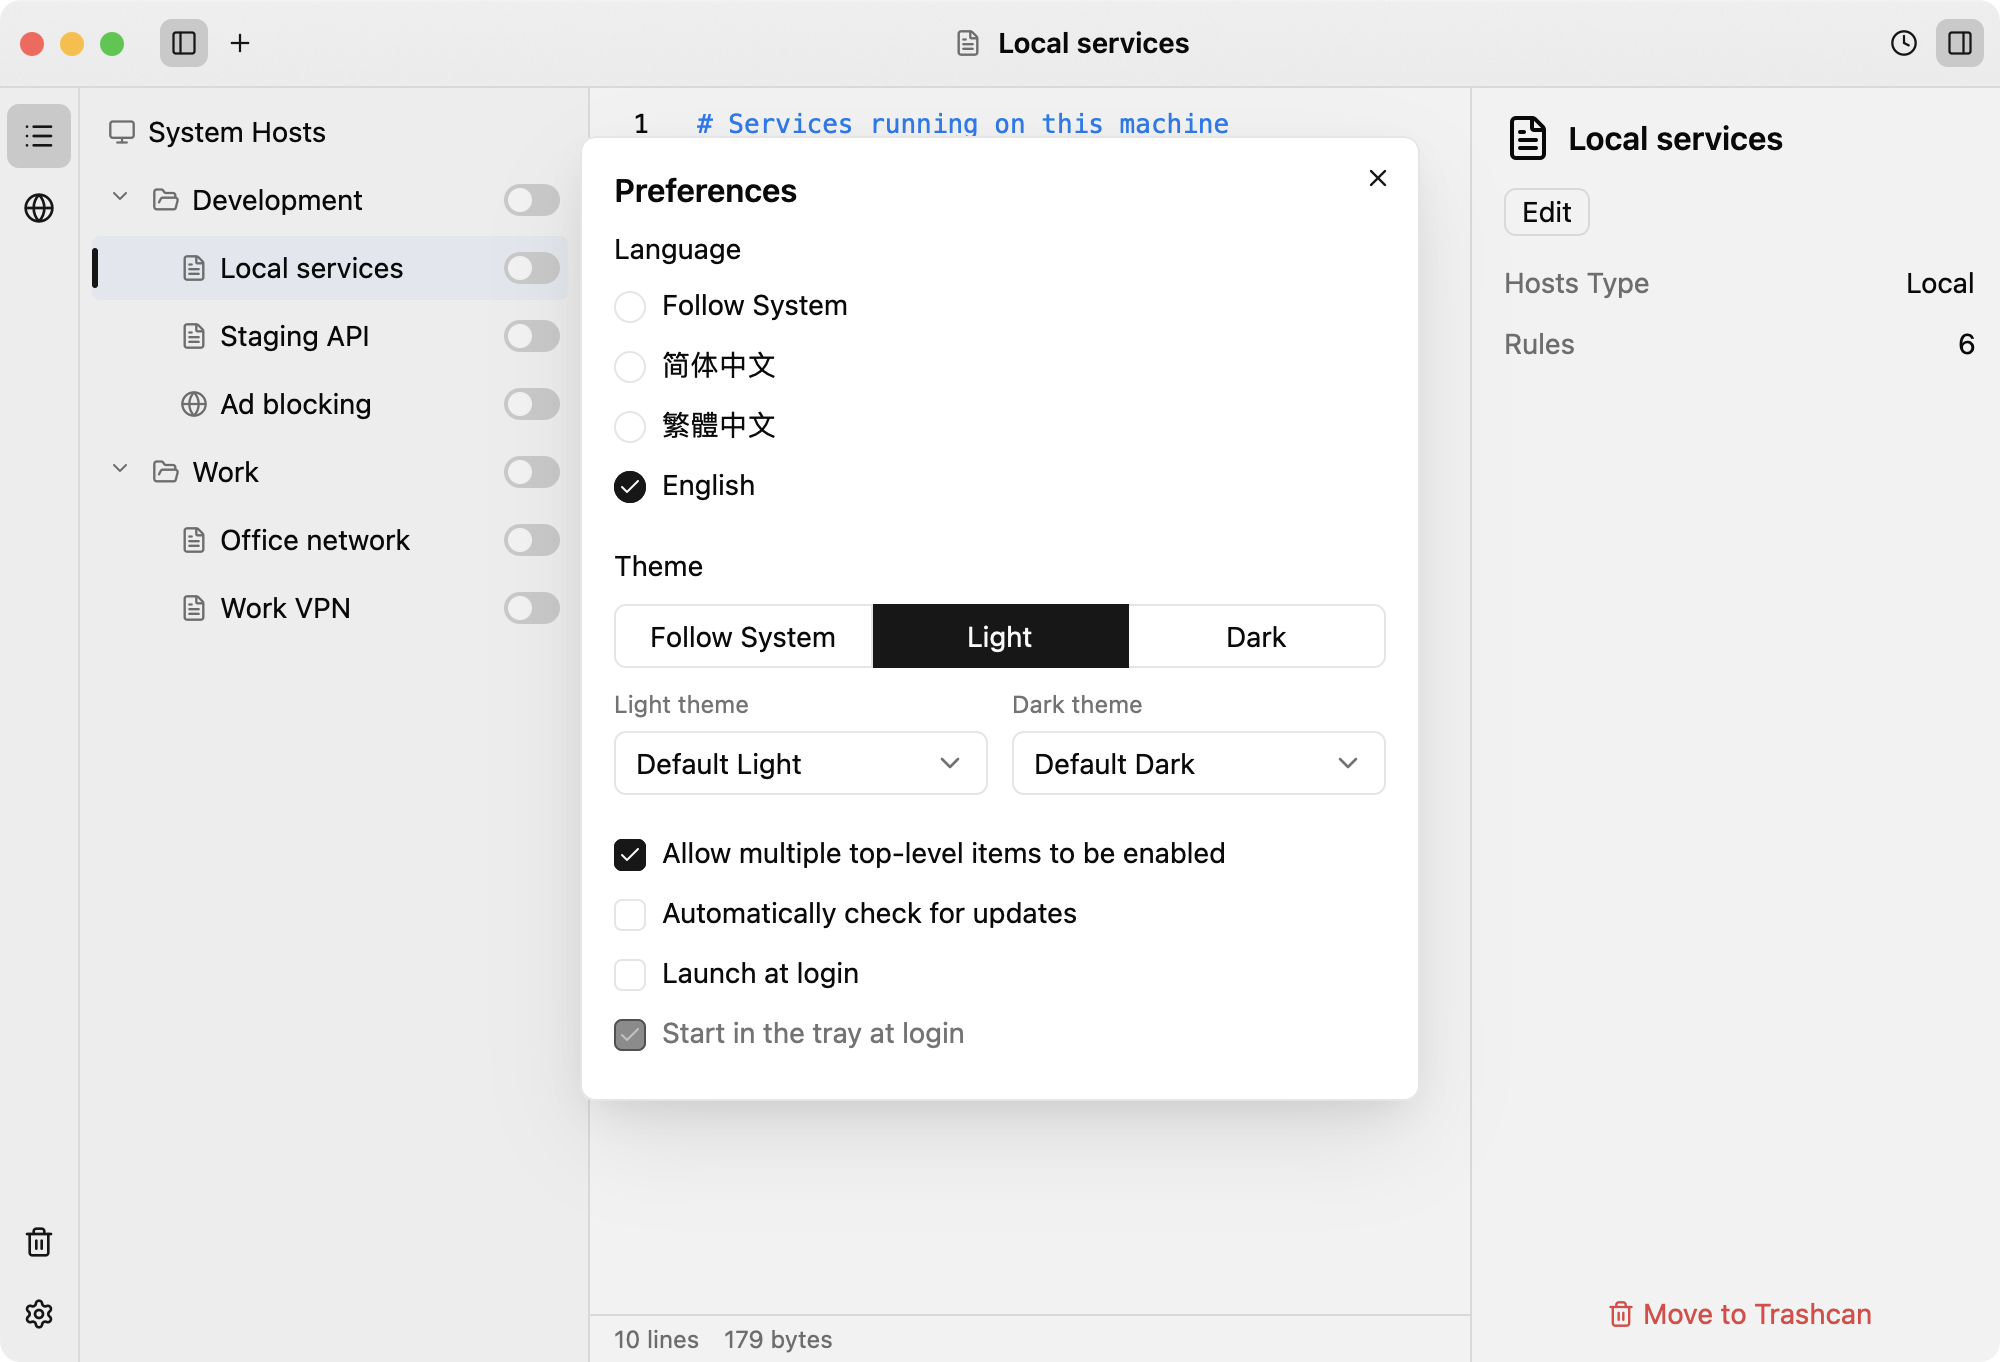 Local services
System Hosts
Development
Local services
Staging API
Ad blocking
Work
Office network
Work VPN
1 # Services running on this machine
Preferences
Language
Follow System
简体中文
繁體中文
English
Theme
Follow System Light Dark
Light theme Dark theme
Default Light Default Dark
Allow multiple top-level items to be enabled
Automatically check for updates
Launch at login
Start in the tray at login
10 lines 179 bytes
Local services
Edit
Hosts Type Local
Rules 6
Move to Trashcan